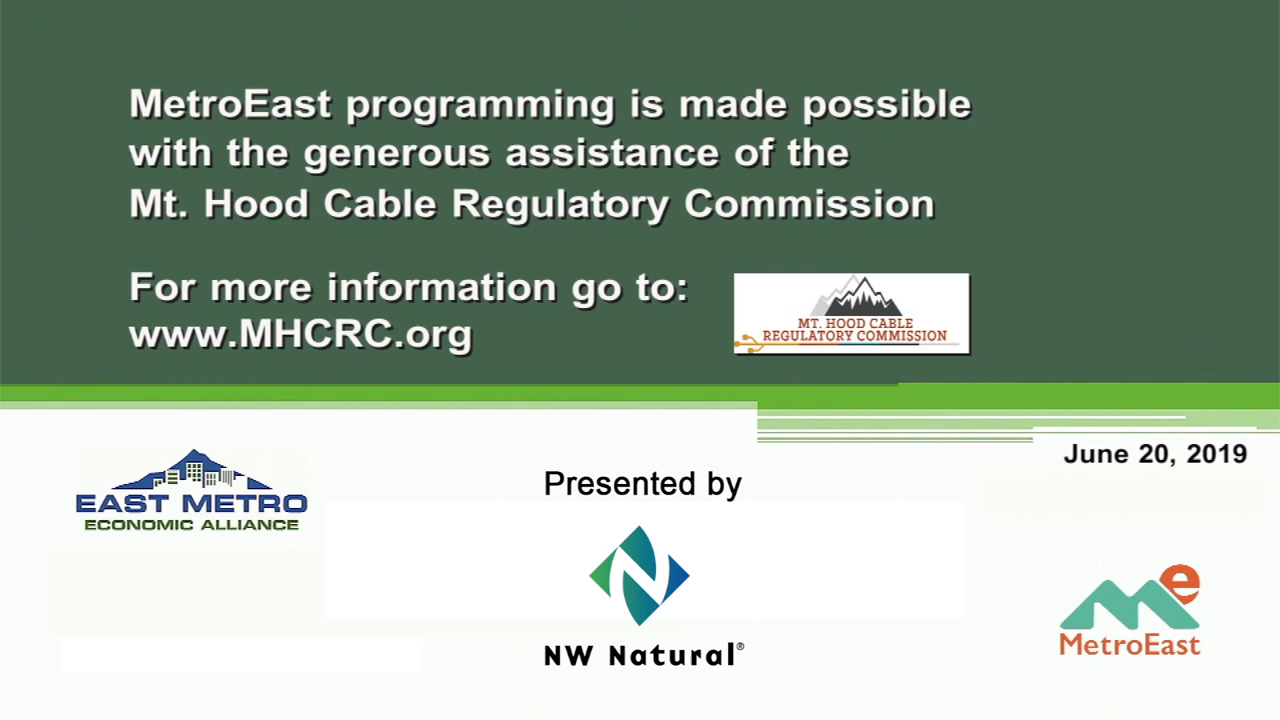 MetroEast programming is made possible
with the generous assistance of the
Mt. Hood Cable Regulatory Commission
For more information go to:
www.MHCRC.org
MT. HOOD CABLE
REGULATORY COMMISSION
June 20, 2019
EAST METRO
ECONOMIC ALLIANCE
Presented by
NW Natural®
Me
MetroEast